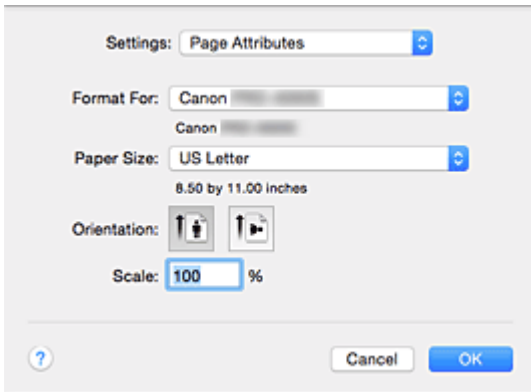 Settings: Page Attributes
Format For: Canon
Canon
Paper Size: US Letter
8.50 by 11.00 inches
Orientation:
Scale: 100 %
? Cancel OK